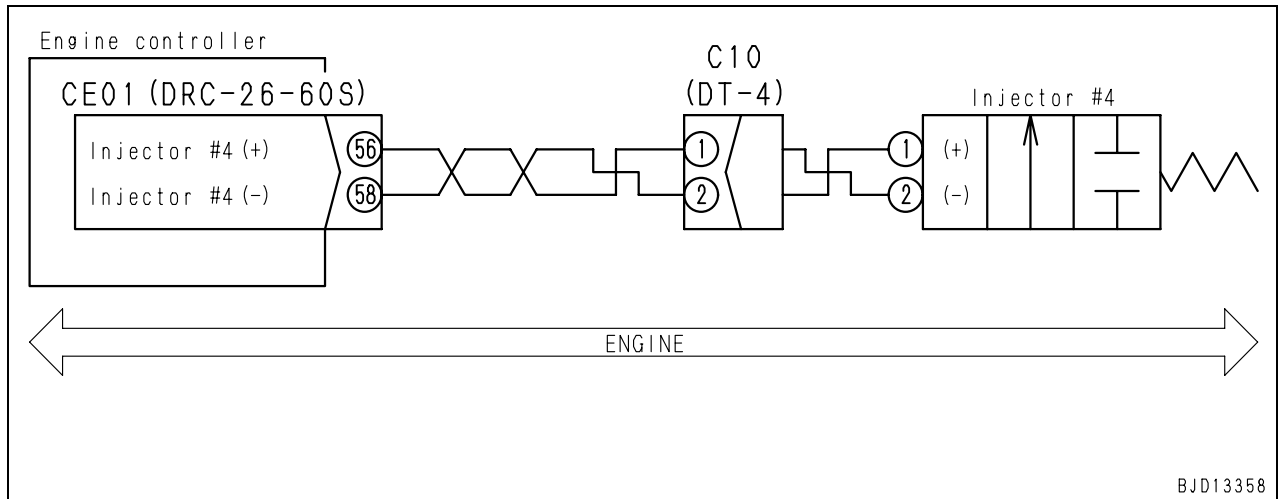 Engine controller
CE01 (DRC-26-60S)
Injector #4 (+)
56
Injector #4 (-)
58
C10
(DT-4)
1
2
Injector #4
1
(+)
2
(-)
ENGINE
BJD13358